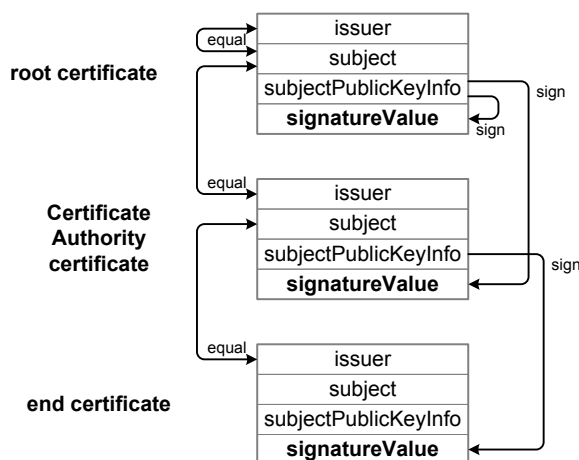 issuer
equal
subject
root certificate
subjectPublicKeyInfo
sign
signatureValue
sign
equal
issuer
Certificate
Authority
certificate
subject
subjectPublicKeyInfo
sign
signatureValue
equal
issuer
subject
end certificate
subjectPublicKeyInfo
signatureValue